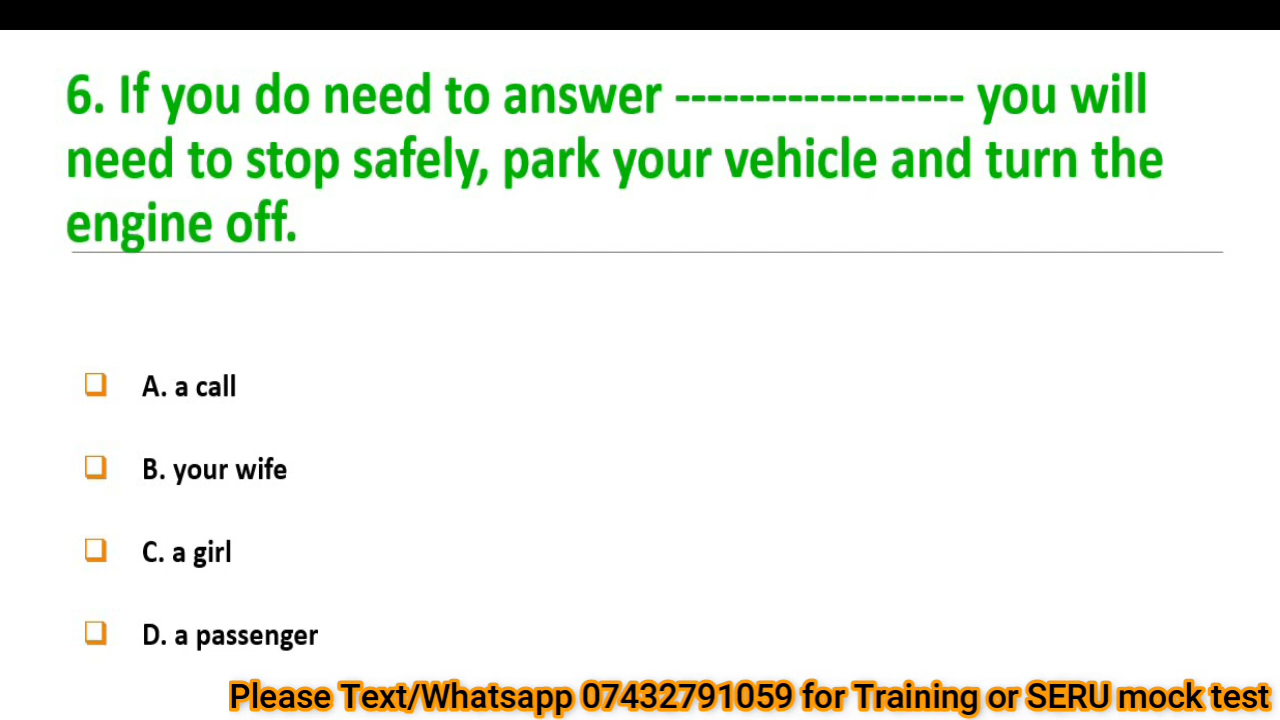 6. If you do need to answer ------------------ you will
need to stop safely, park your vehicle and turn the
engine off.
A. a call
B. your wife
C. a girl
D. a passenger
Please Text/Whatsapp 07432791059 for Training or SERU mock test